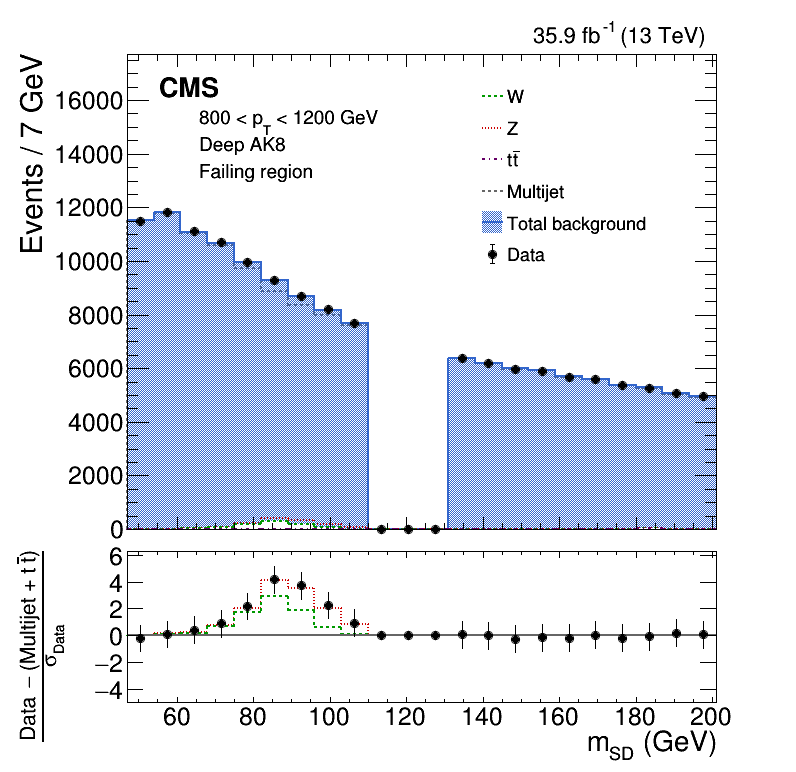 35.9 fb⁻¹ (13 TeV)
Events / 7 GeV
CMS
800 < p_T < 1200 GeV
Deep AK8
Failing region
W
Z
tt̄
Multijet
Total background
Data
16000
14000
12000
10000
8000
6000
4000
2000
0
Data − (Multijet + t t̄)
σ_Data
6
4
2
0
−2
−4
60 80 100 120 140 160 180 200
m_SD (GeV)